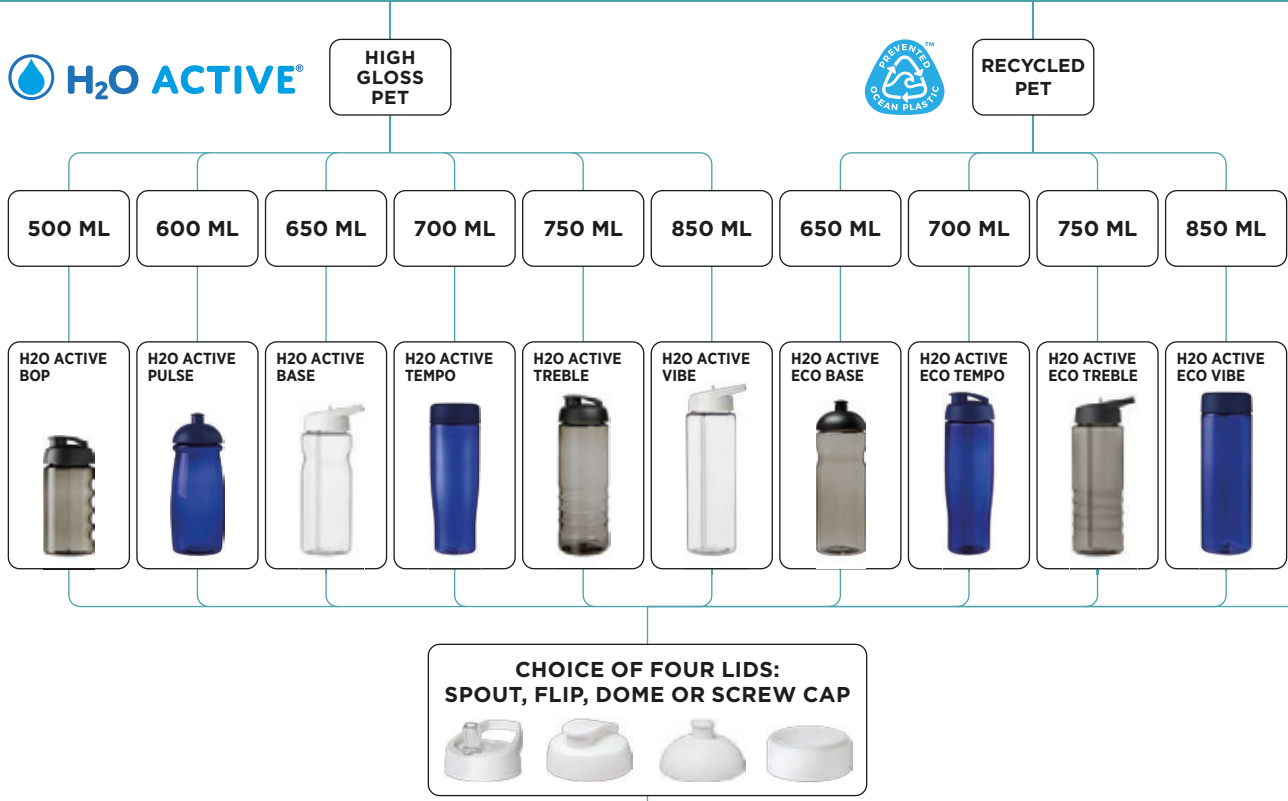 H₂O ACTIVE®
HIGH
GLOSS
PET
PREVENTED
OCEAN PLASTIC
™
RECYCLED
PET
500 ML
600 ML
650 ML
700 ML
750 ML
850 ML
650 ML
700 ML
750 ML
850 ML
H2O ACTIVE
BOP
H2O ACTIVE
PULSE
H2O ACTIVE
BASE
H2O ACTIVE
TEMPO
H2O ACTIVE
TREBLE
H2O ACTIVE
VIBE
H2O ACTIVE
ECO BASE
H2O ACTIVE
ECO TEMPO
H2O ACTIVE
ECO TREBLE
H2O ACTIVE
ECO VIBE
CHOICE OF FOUR LIDS:
SPOUT, FLIP, DOME OR SCREW CAP